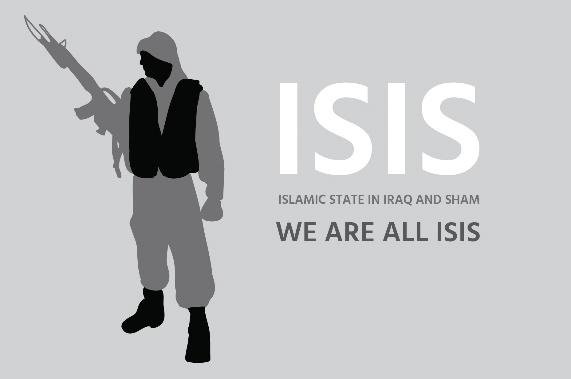 ISIS
ISLAMIC STATE IN IRAQ AND SHAM
WE ARE ALL ISIS